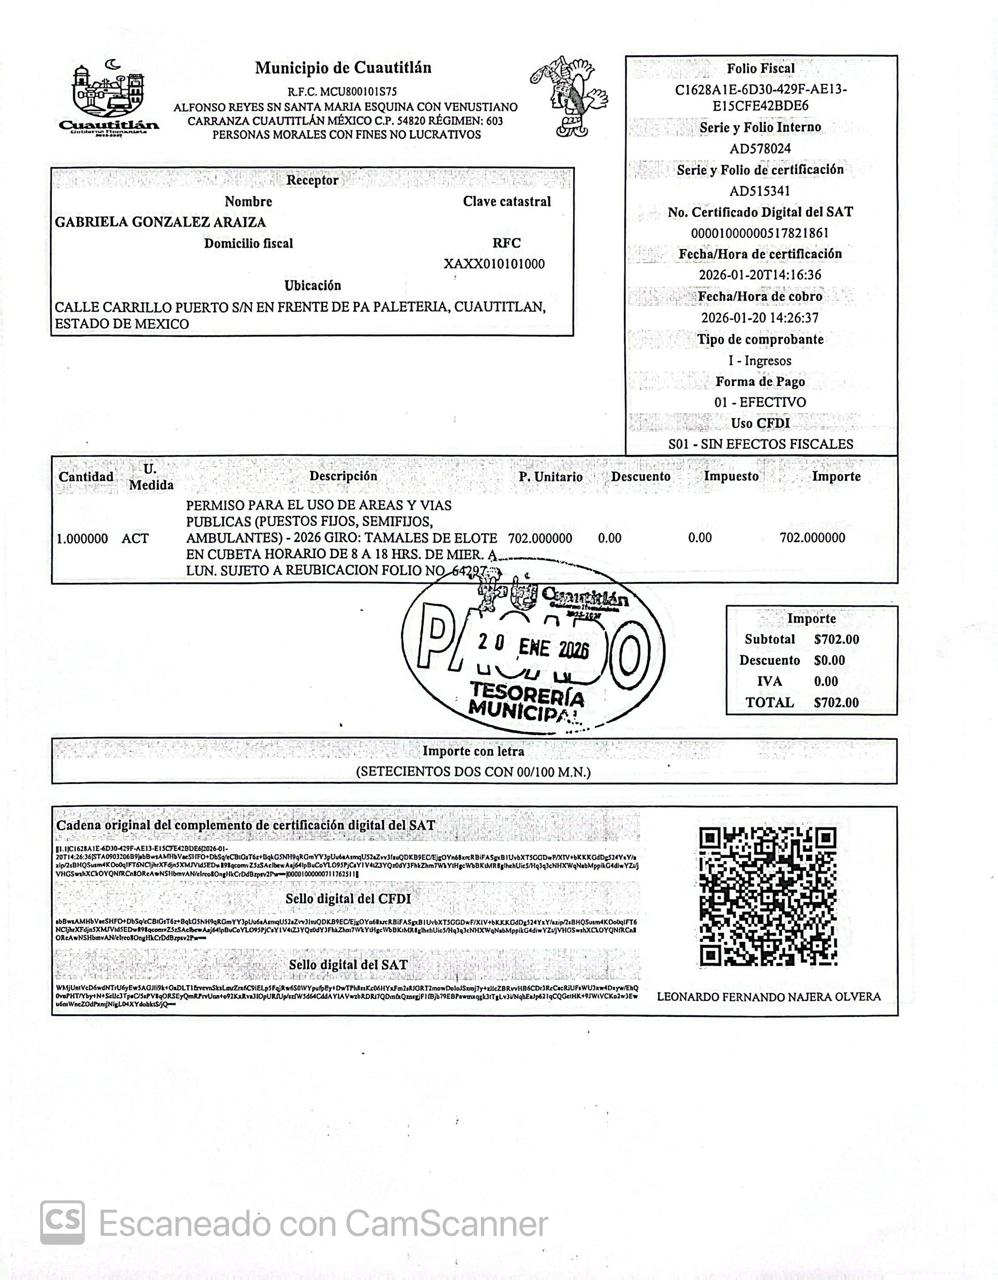 Cuautitlán
Gobierno Humanista
Municipio de Cuautitlán
R.F.C. MCU800101S75
ALFONSO REYES SN SANTA MARIA ESQUINA CON VENUSTIANO
CARRANZA CUAUTITLÁN MÉXICO C.P. 54820 RÉGIMEN: 603
PERSONAS MORALES CON FINES NO LUCRATIVOS
Folio Fiscal
C1628A1E-6D30-429F-AE13-
E15CFE42BDE6
Serie y Folio Interno
AD578024
Serie y Folio de certificación
AD515341
No. Certificado Digital del SAT
00001000000517821861
Fecha/Hora de certificación
2026-01-20T14:16:36
Fecha/Hora de cobro
2026-01-20 14:26:37
Tipo de comprobante
I - Ingresos
Forma de Pago
01 - EFECTIVO
Uso CFDI
S01 - SIN EFECTOS FISCALES
Receptor
Nombre Clave catastral
GABRIELA GONZALEZ ARAIZA
Domicilio fiscal RFC
XAXX010101000
Ubicación
CALLE CARRILLO PUERTO S/N EN FRENTE DE PA PALETERIA, CUAUTITLAN,
ESTADO DE MEXICO
Cantidad U. Medida Descripción P. Unitario Descuento Impuesto Importe
PERMISO PARA EL USO DE AREAS Y VIAS
PUBLICAS (PUESTOS FIJOS, SEMIFIJOS,
1.000000 ACT AMBULANTES) - 2026 GIRO: TAMALES DE ELOTE 702.000000 0.00 0.00 702.000000
EN CUBETA HORARIO DE 8 A 18 HRS. DE MIER. A
LUN. SUJETO A REUBICACION FOLIO NO. 64297
Cuautitlán
PAGADO
20 ENE 2026
TESORERÍA
MUNICIPAL
Importe
Subtotal $702.00
Descuento $0.00
IVA 0.00
TOTAL $702.00
Importe con letra
(SETECIENTOS DOS CON 00/100 M.N.)
Cadena original del complemento de certificación digital del SAT
Sello digital del CFDI
Sello digital del SAT
LEONARDO FERNANDO NAJERA OLVERA
CS Escaneado con CamScanner